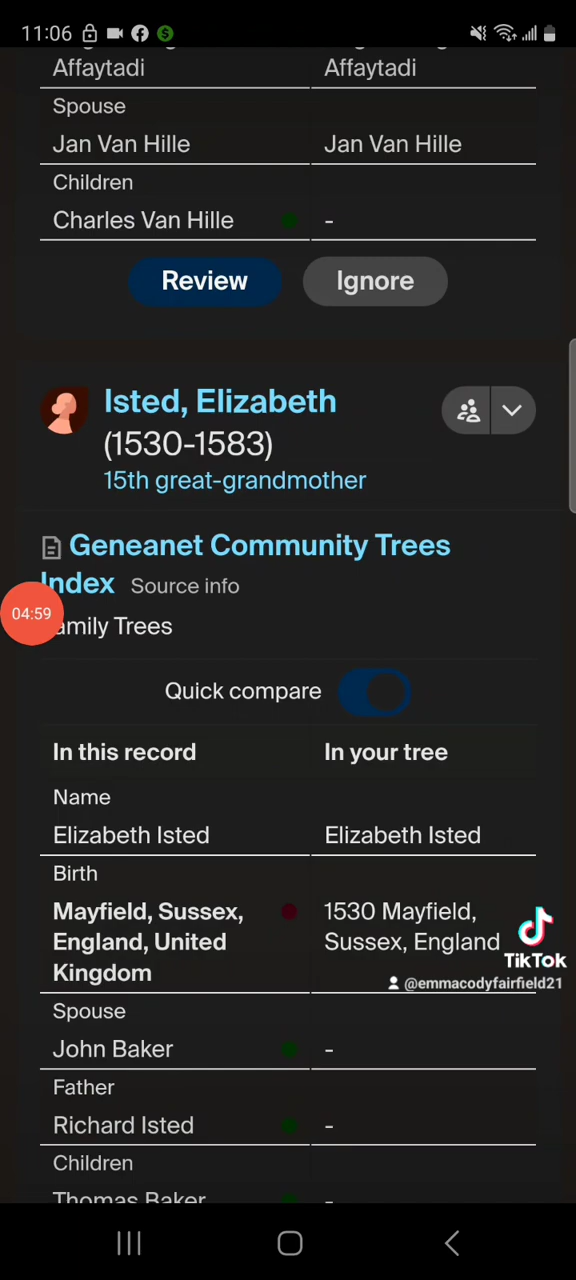 11:06
Affaytadi Affaytadi
Spouse
Jan Van Hille Jan Van Hille
Children
Charles Van Hille -
Review Ignore
Isted, Elizabeth
(1530-1583)
15th great-grandmother
Geneanet Community Trees
Index Source info
04:59
amily Trees
Quick compare
In this record In your tree
Name
Elizabeth Isted Elizabeth Isted
Birth
Mayfield, Sussex, 1530 Mayfield,
England, United Sussex, England
Kingdom
TikTok
@emmacodyfairfield21
Spouse
John Baker -
Father
Richard Isted -
Children
Thomas Baker -